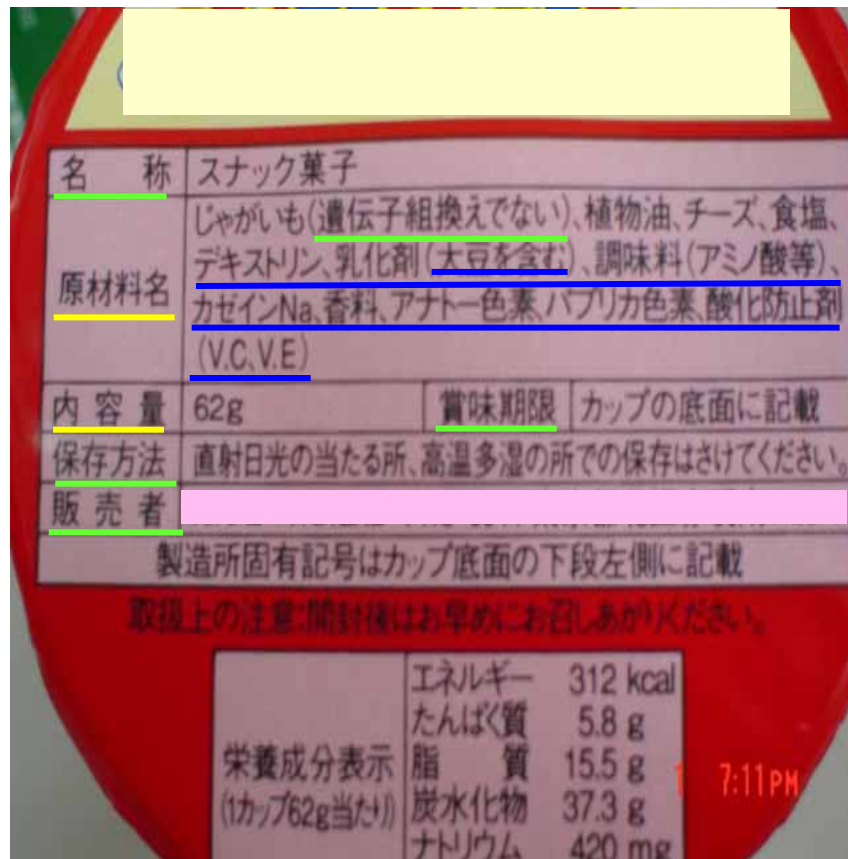 名称 スナック菓子
原材料名 じゃがいも(遺伝子組換えでない)、植物油、チーズ、食塩、
デキストリン、乳化剤(大豆を含む)、調味料(アミノ酸等)、
カゼインNa、香料、アナトー色素、パプリカ色素、酸化防止剤
(V.C、V.E)
内容量 62g 賞味期限 カップの底面に記載
保存方法 直射日光の当たる所、高温多湿の所での保存はさけてください。
販売者
製造所固有記号はカップ底面の下段左側に記載
取扱上の注意:開封後はお早めにお召しあがりください。
栄養成分表示
(1カップ62g当たり)
エネルギー 312 kcal
たんぱく質 5.8 g
脂質 15.5 g
炭水化物 37.3 g
ナトリウム 420 mg
7:11PM